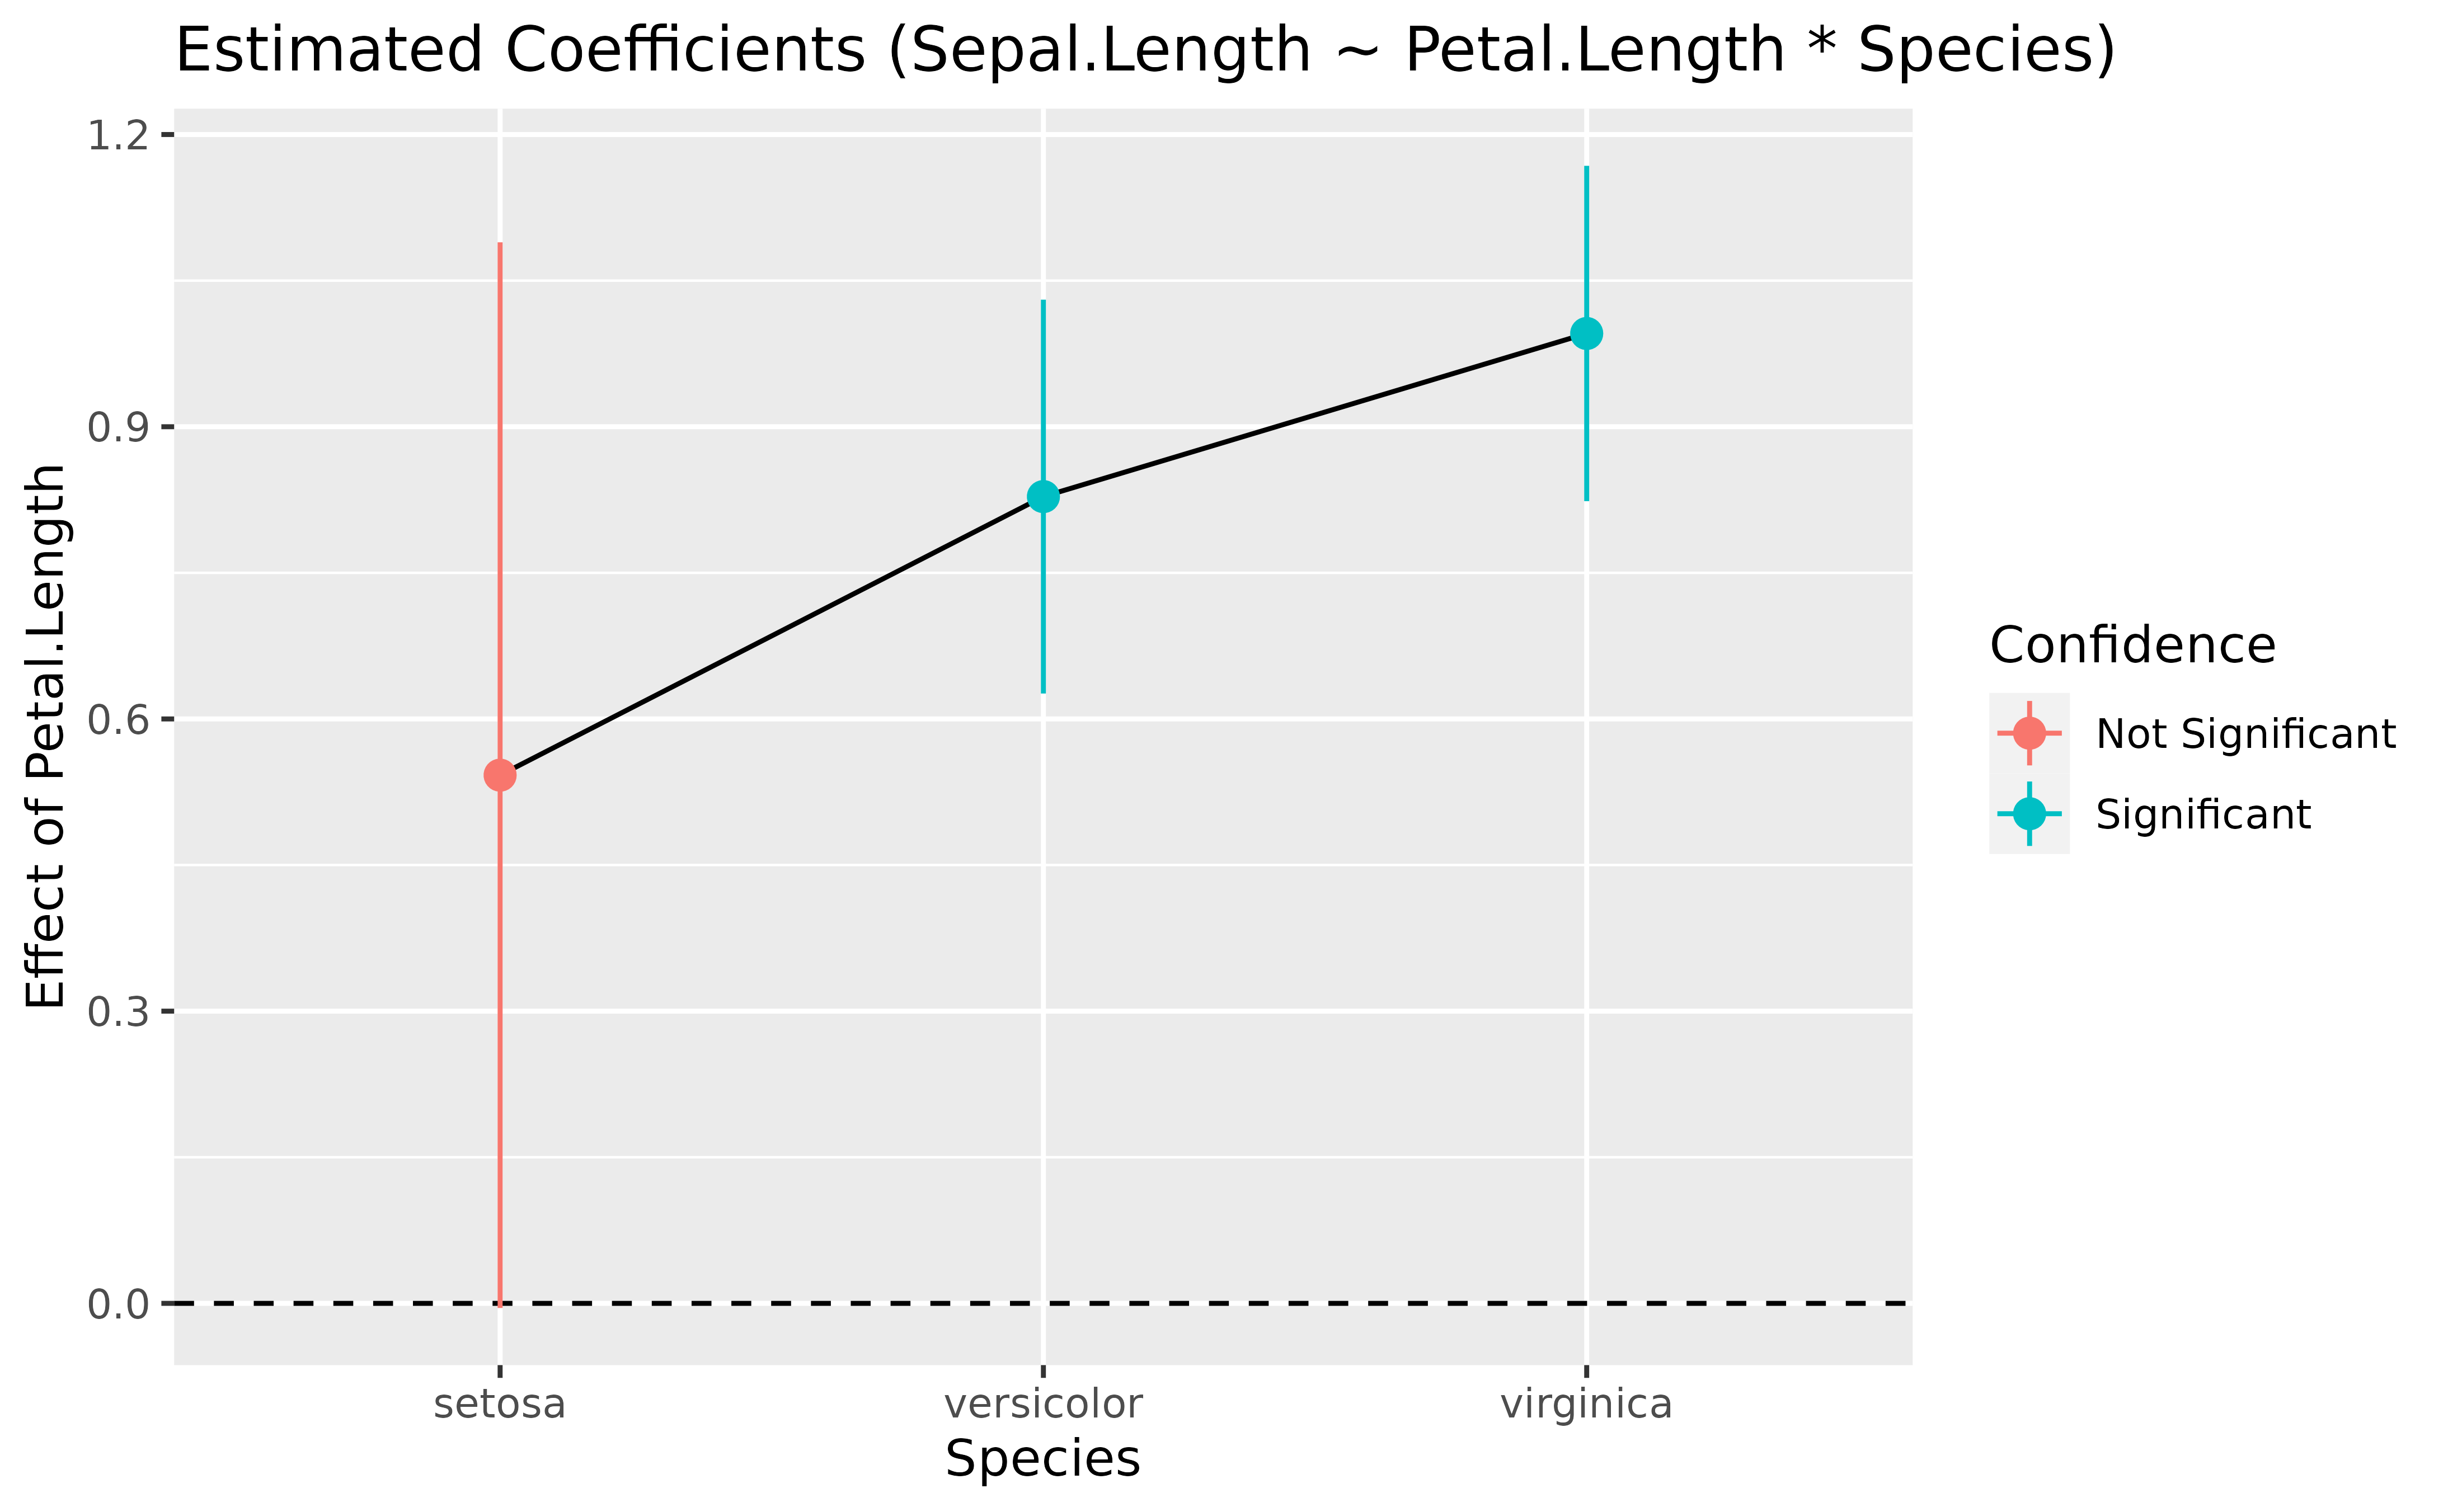 Estimated Coefficients (Sepal.Length ~ Petal.Length * Species)
1.2
0.9
0.6
0.3
0.0
Effect of Petal.Length
setosa
versicolor
virginica
Species
Confidence
Not Significant
Significant